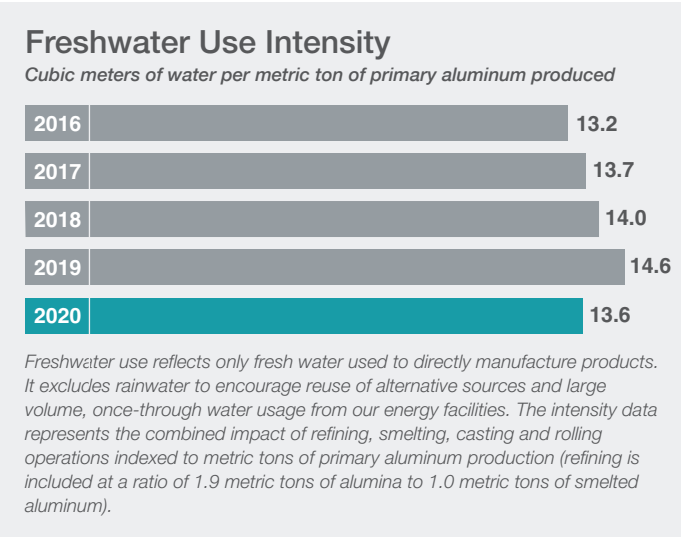 Freshwater Use Intensity
Cubic meters of water per metric ton of primary aluminum produced
2016 13.2
2017 13.7
2018 14.0
2019 14.6
2020 13.6
Freshwater use reflects only fresh water used to directly manufacture products.
It excludes rainwater to encourage reuse of alternative sources and large
volume, once-through water usage from our energy facilities. The intensity data
represents the combined impact of refining, smelting, casting and rolling
operations indexed to metric tons of primary aluminum production (refining is
included at a ratio of 1.9 metric tons of alumina to 1.0 metric tons of smelted
aluminum).